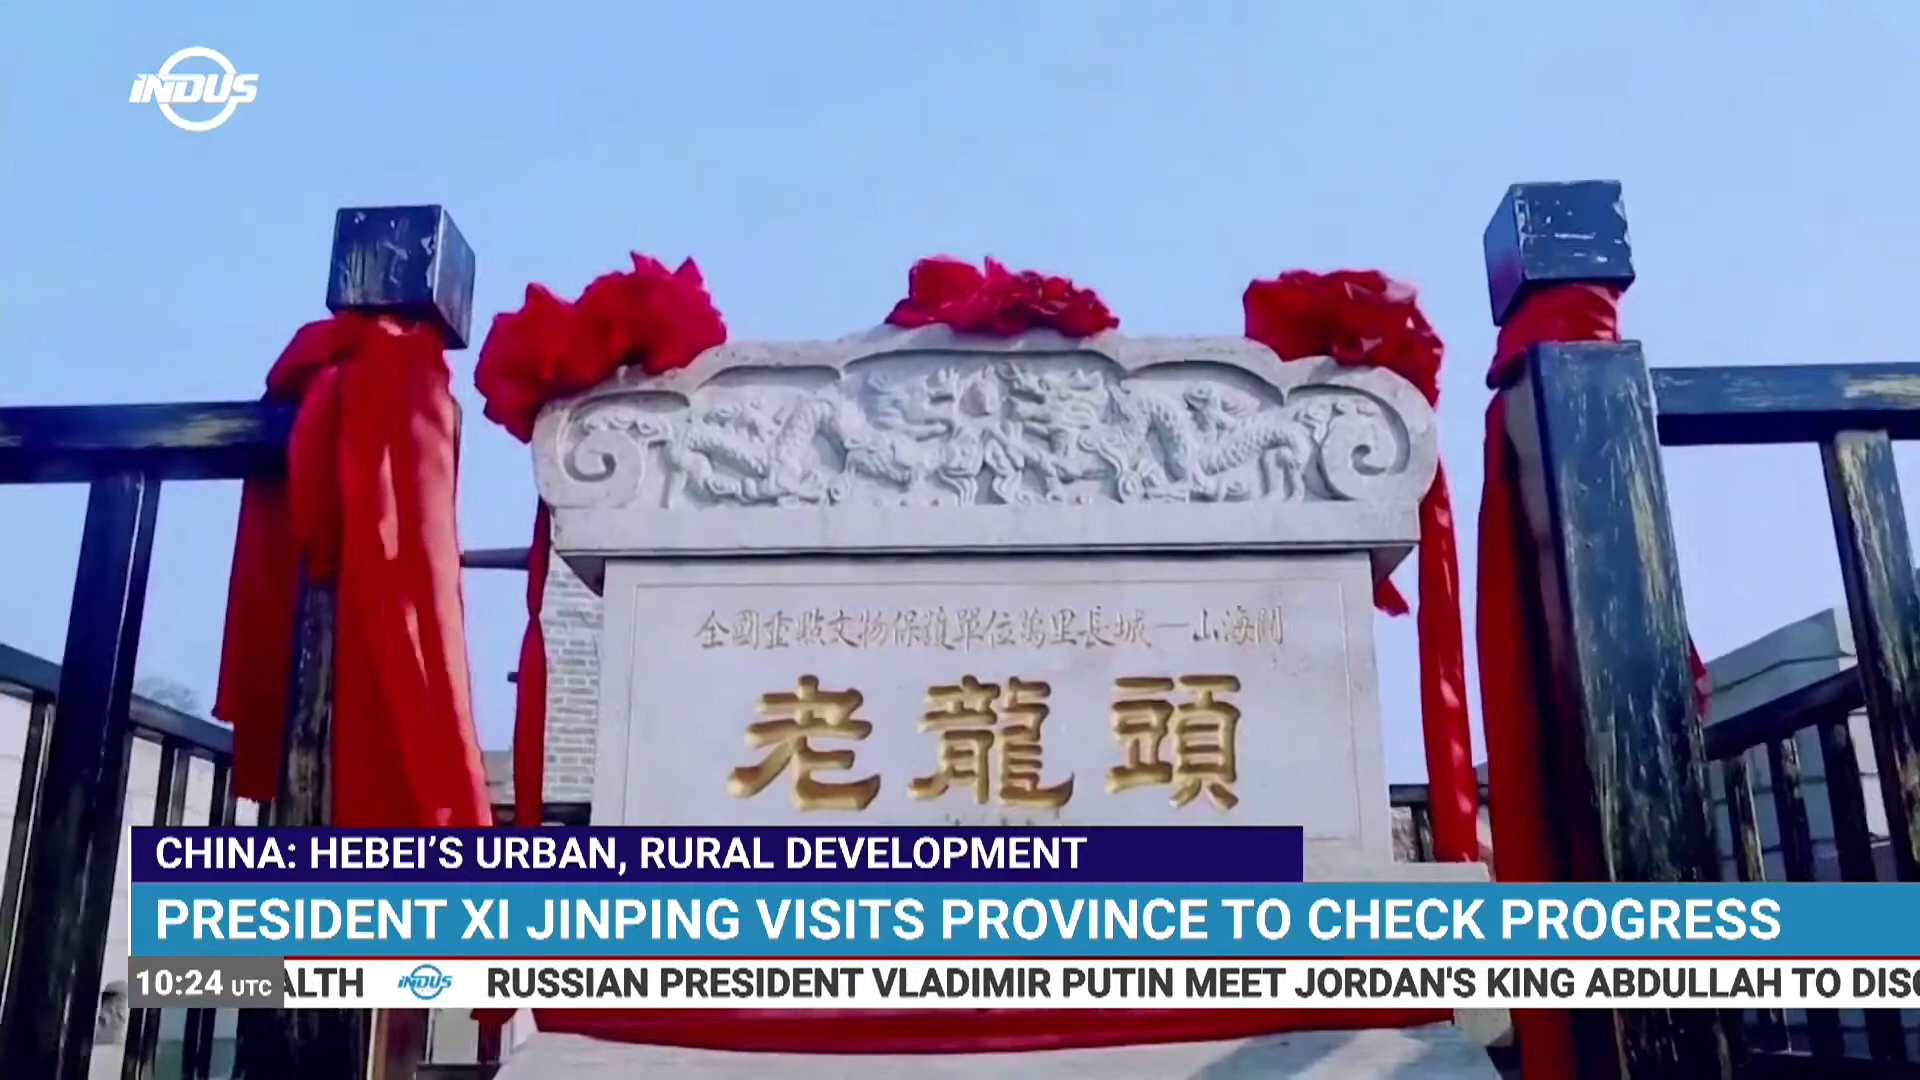 iNDUS
全國重點文物保護單位萬里長城—山海關
老龍頭
CHINA: HEBEI’S URBAN, RURAL DEVELOPMENT
PRESIDENT XI JINPING VISITS PROVINCE TO CHECK PROGRESS
10:24 UTC ALTH iNDUS RUSSIAN PRESIDENT VLADIMIR PUTIN MEET JORDAN'S KING ABDULLAH TO DISC